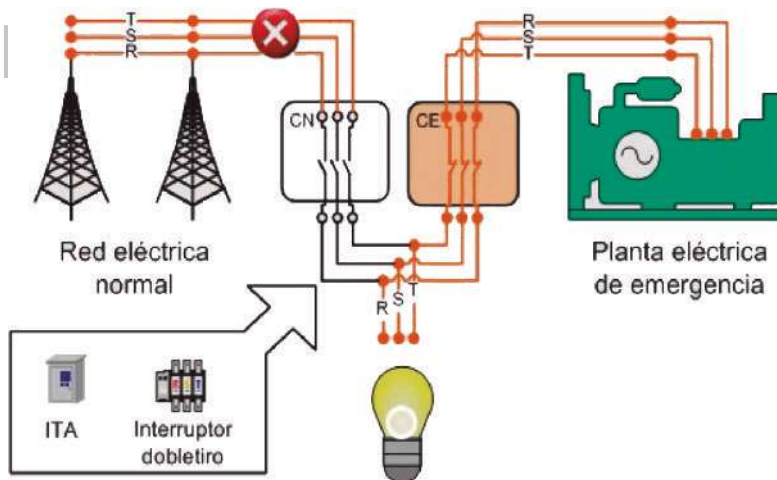 T
S
R
R
S
T
CN
CE
Red eléctrica
normal
Planta eléctrica
de emergencia
R
S
T
ITA
Interruptor
dobletiro